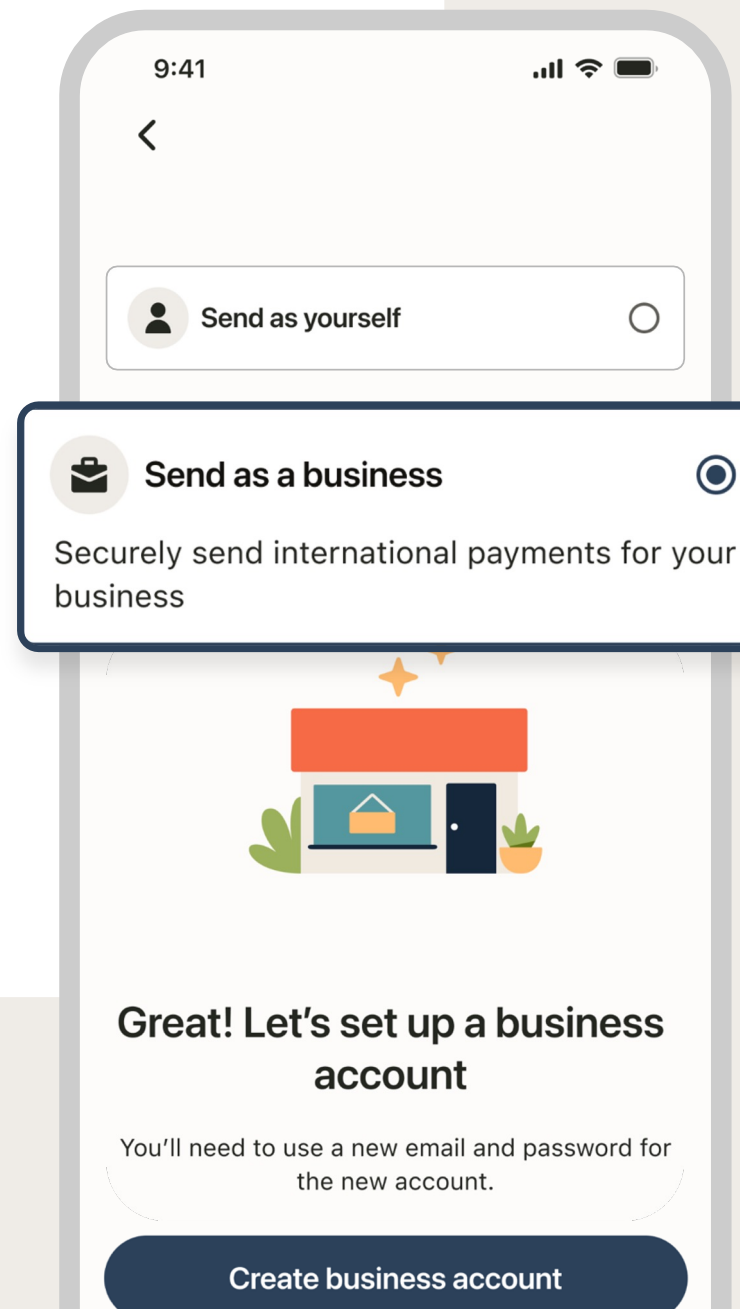 9:41
Send as yourself
Send as a business
Securely send international payments for your
business
Great! Let’s set up a business
account
You’ll need to use a new email and password for
the new account.
Create business account